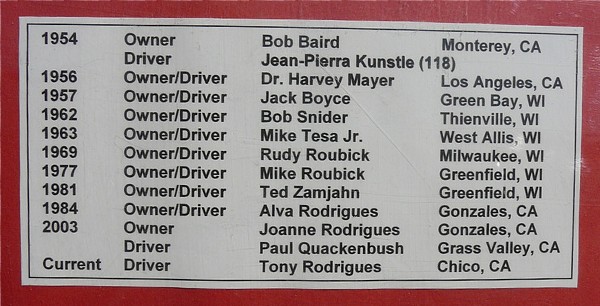 1954 Owner Bob Baird Monterey, CA
Driver Jean-Pierra Kunstle (118)
1956 Owner/Driver Dr. Harvey Mayer Los Angeles, CA
1957 Owner/Driver Jack Boyce Green Bay, WI
1962 Owner/Driver Bob Snider Thienville, WI
1963 Owner/Driver Mike Tesa Jr. West Allis, WI
1969 Owner/Driver Rudy Roubick Milwaukee, WI
1977 Owner/Driver Mike Roubick Greenfield, WI
1981 Owner/Driver Ted Zamjahn Greenfield, WI
1984 Owner/Driver Alva Rodrigues Gonzales, CA
2003 Owner Joanne Rodrigues Gonzales, CA
Driver Paul Quackenbush Grass Valley, CA
Current Driver Tony Rodrigues Chico, CA